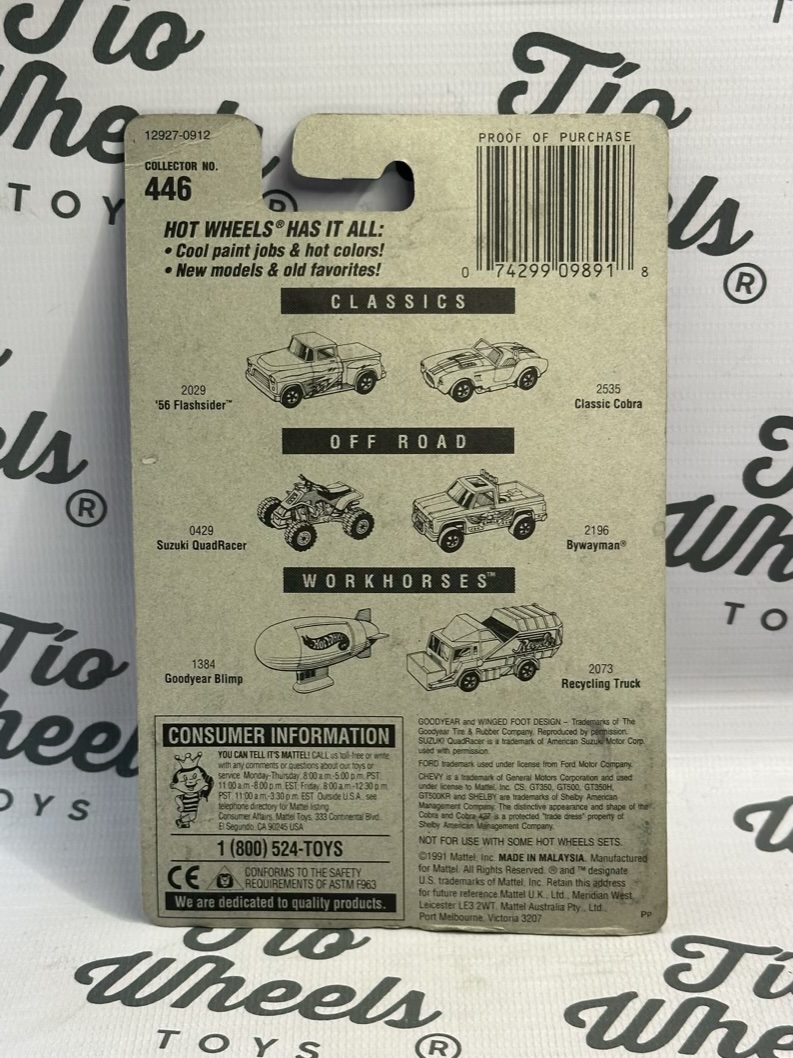 Tío
Wheels
TOYS
12927-0912
COLLECTOR NO.
446
PROOF OF PURCHASE
0 74299 09891 8
HOT WHEELS® HAS IT ALL:
• Cool paint jobs & hot colors!
• New models & old favorites!
CLASSICS
2029
'56 Flashsider™
2535
Classic Cobra
OFF ROAD
0429
Suzuki QuadRacer
2196
Bywayman®
WORKHORSES™
1384
Goodyear Blimp
Hot Wheels
2073
Recycling Truck
CONSUMER INFORMATION
YOU CAN TELL IT'S MATTEL! CALL us toll-free or write
with any comments or questions about our toys or
service. Monday-Thursday, 8:00 a.m.-5:00 p.m. PST,
11:00 a.m.-8:00 p.m. EST. Friday, 8:00 a.m.-12:30 p.m.
PST, 11:00 a.m.-3:30 p.m. EST. Outside U.S.A., see
telephone directory for Mattel listing.
Consumer Affairs, Mattel Toys, 333 Continental Blvd.,
El Segundo, CA 90245 USA
1 (800) 524-TOYS
CE
CONFORMS TO THE SAFETY
REQUIREMENTS OF ASTM F963
We are dedicated to quality products.
GOODYEAR and WINGED FOOT DESIGN – Trademarks of The
Goodyear Tire & Rubber Company. Reproduced by permission.
SUZUKI QuadRacer is a trademark of American Suzuki Motor Corp.
used with permission.
FORD trademark used under license from Ford Motor Company.
CHEVY is a trademark of General Motors Corporation and used
under license to Mattel, Inc. CS, GT350, GT500, GT350H,
GT500KR and SHELBY are trademarks of Shelby American
Management Company. The distinctive appearance and shape of the
Cobra and Cobra 427 is a protected "trade dress" property of
Shelby American Management Company.
NOT FOR USE WITH SOME HOT WHEELS SETS.
©1991 Mattel, Inc. MADE IN MALAYSIA. Manufactured
for Mattel. All Rights Reserved. ® and ™ designate
U.S. trademarks of Mattel, Inc. Retain this address
for future reference: Mattel U.K., Ltd., Meridian West,
Leicester LE3 2WT. Mattel Australia Pty., Ltd.,
Port Melbourne, Victoria 3207
PP
Tío
Wheels
TOYS ®